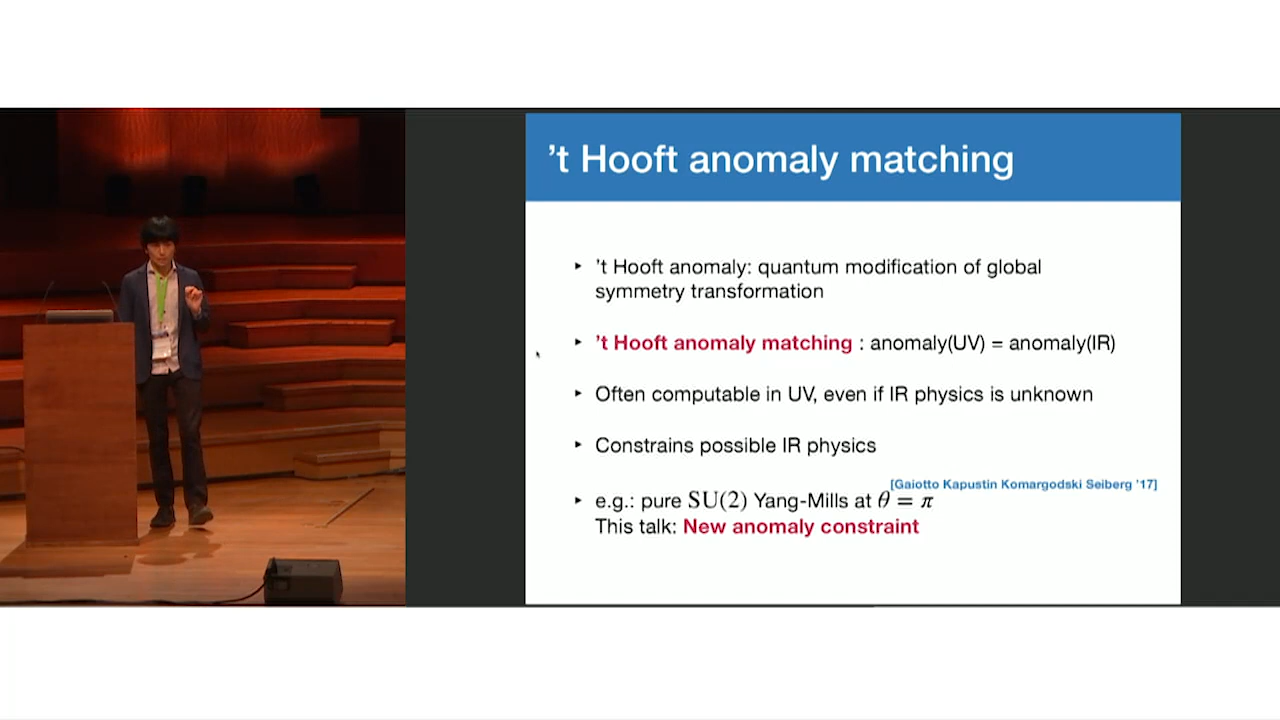 't Hooft anomaly matching
‣ 't Hooft anomaly: quantum modification of global
symmetry transformation
‣ 't Hooft anomaly matching : anomaly(UV) = anomaly(IR)
‣ Often computable in UV, even if IR physics is unknown
‣ Constrains possible IR physics
[Gaiotto Kapustin Komargodski Seiberg '17]
‣ e.g.: pure SU(2) Yang-Mills at θ = π
This talk: New anomaly constraint